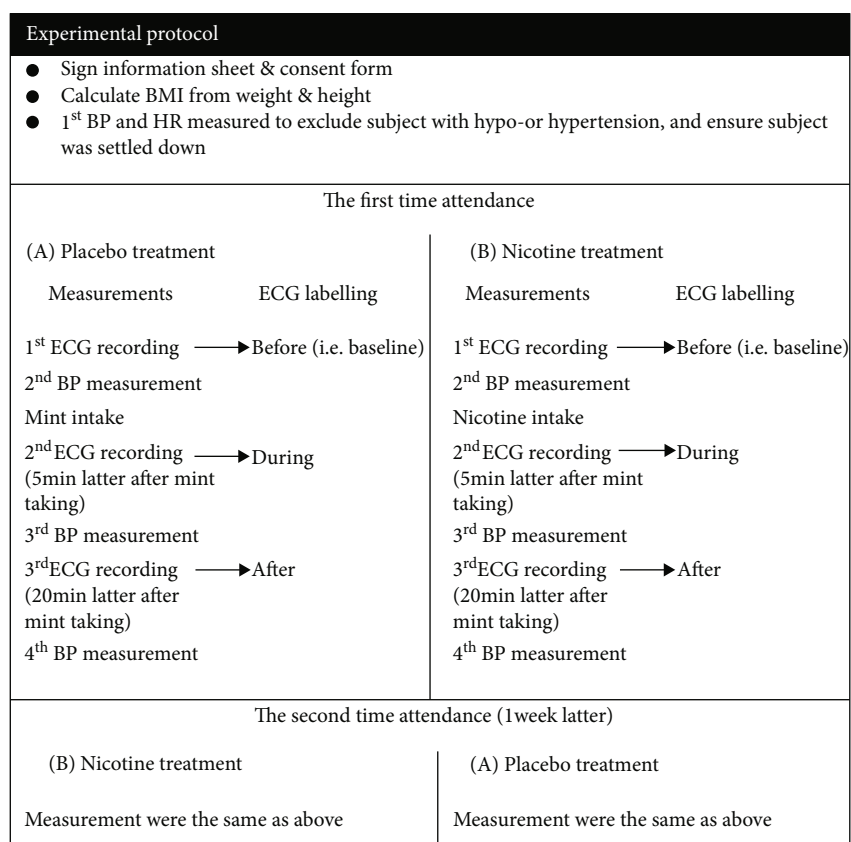 Experimental protocol
● Sign information sheet & consent form
● Calculate BMI from weight & height
● 1st BP and HR measured to exclude subject with hypo-or hypertension, and ensure subject
was settled down
The first time attendance
(A) Placebo treatment
Measurements ECG labelling
1st ECG recording Before (i.e. baseline)
2nd BP measurement
Mint intake
2nd ECG recording During
(5min latter after mint
taking)
3rd BP measurement
3rdECG recording After
(20min latter after
mint taking)
4th BP measurement
(B) Nicotine treatment
Measurements ECG labelling
1st ECG recording Before (i.e. baseline)
2nd BP measurement
Nicotine intake
2nd ECG recording During
(5min latter after mint
taking)
3rd BP measurement
3rdECG recording After
(20min latter after
mint taking)
4th BP measurement
The second time attendance (1week latter)
(B) Nicotine treatment
Measurement were the same as above
(A) Placebo treatment
Measurement were the same as above